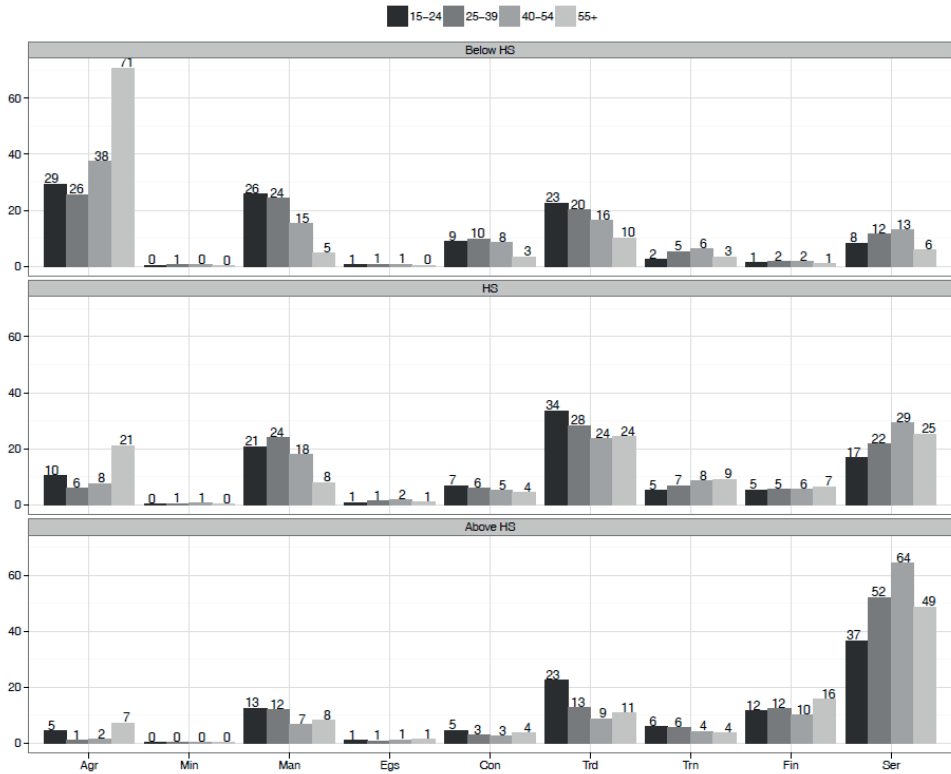 15−24 25−39 40−54 55+
Below HS
60
40
20
0
29 26 38 71
0 1 0 0
26 24 15 5
1 1 1 0
9 10 8 3
23 20 16 10
2 5 6 3
1 2 2 1
8 12 13 6
HS
60
40
20
0
10 6 8 21
0 1 1 0
21 24 18 8
1 1 2 1
7 6 5 4
34 28 24 24
5 7 8 9
5 5 6 7
17 22 29 25
Above HS
60
40
20
0
5 1 2 7
0 0 0 0
13 12 7 8
1 1 1 1
5 3 3 4
23 13 9 11
6 6 4 4
12 12 10 16
37 52 64 49
Agr Min Man Egs Con Trd Trn Fin Ser